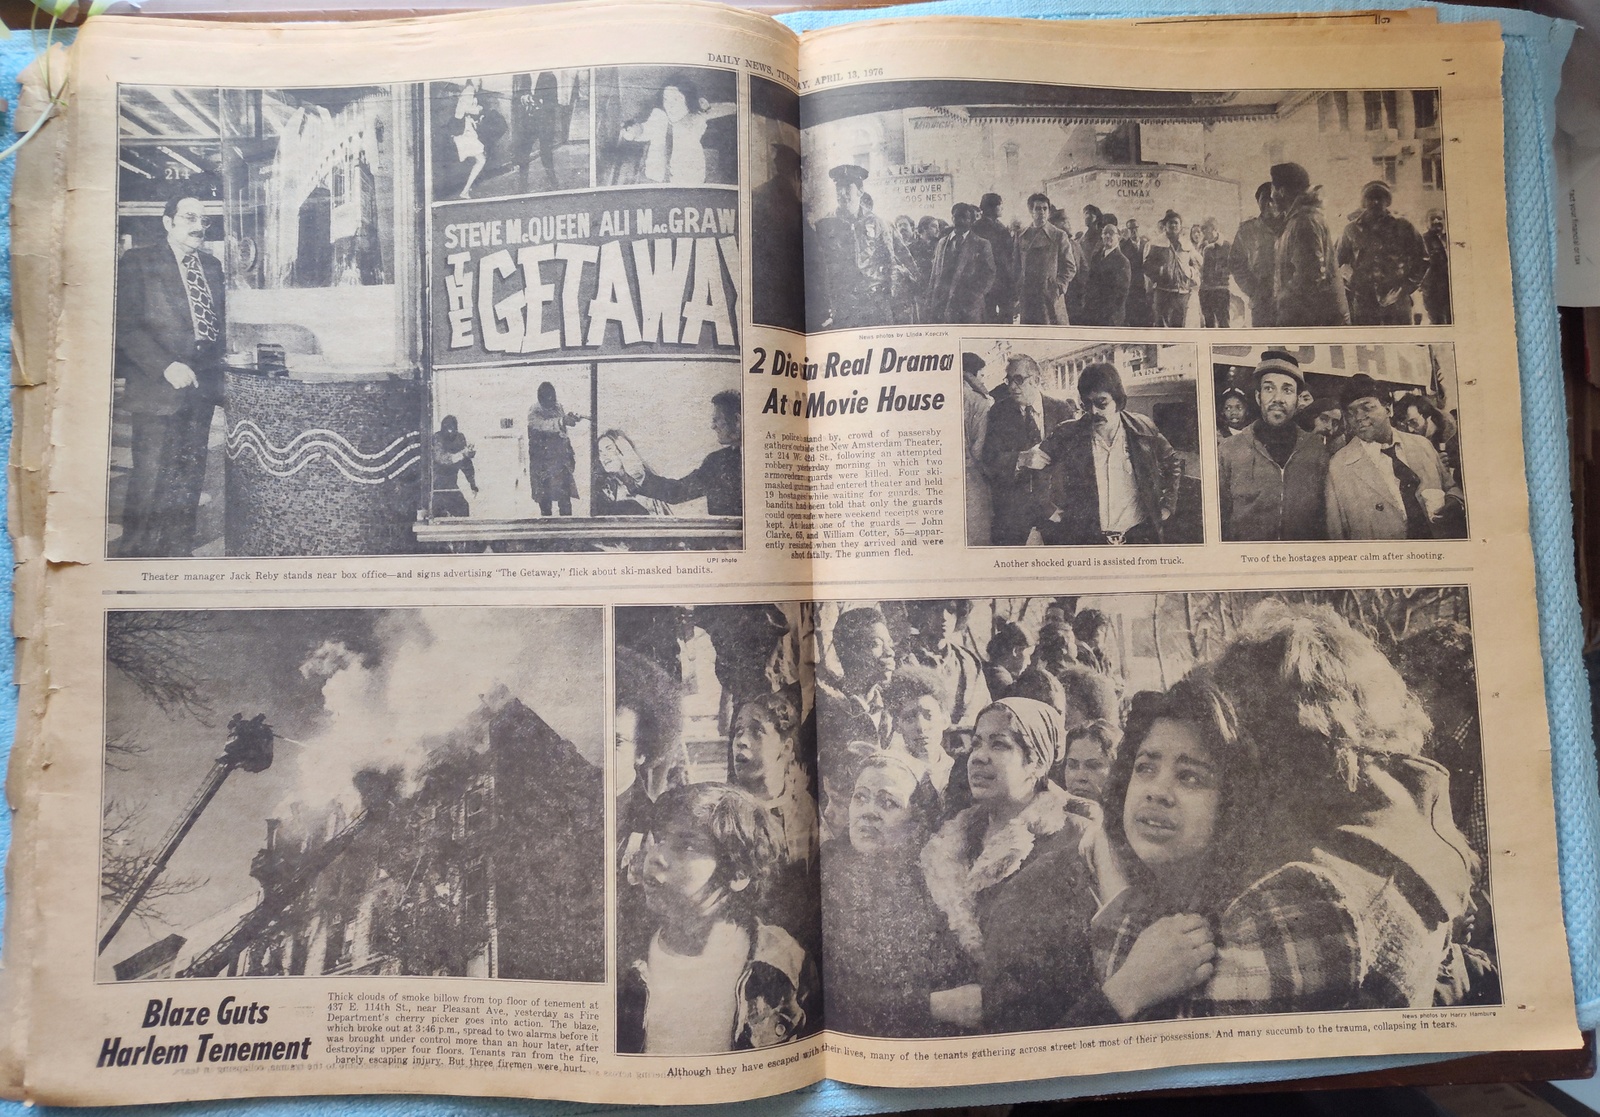 DAILY NEWS, TUESDAY, APRIL 13, 1976
214
STEVE McQUEEN ALI MacGRAW
THE
GETAWAY
UPI photo
Theater manager Jack Reby stands near box office—and signs advertising "The Getaway," flick about ski-masked bandits.
JOURNEY O
CLIMAX
EW OVER
OOS NEST
News photos by Linda Kaeczyk
2 Die in Real Drama
At a Movie House
As police stand by, crowd of passersby
gathers outside the New Amsterdam Theater,
at 214 W. 42d St., following an attempted
robbery yesterday morning in which two
armored car guards were killed. Four ski-
masked gunmen had entered theater and held
19 hostages while waiting for guards. The
bandits had been told that only the guards
could open safe where weekend receipts were
kept. At least one of the guards — John
Clarke, 65, and William Cotter, 55—appar-
ently resisted when they arrived and were
shot fatally. The gunmen fled.
Another shocked guard is assisted from truck.
Two of the hostages appear calm after shooting.
Blaze Guts
Harlem Tenement
Thick clouds of smoke billow from top floor of tenement at
437 E. 114th St., near Pleasant Ave., yesterday as Fire
Department's cherry picker goes into action. The blaze,
which broke out at 3:46 p.m., spread to two alarms before it
was brought under control more than an hour later, after
destroying upper four floors. Tenants ran from the fire,
barely escaping injury. But three firemen were hurt.
News photos by Harry Hamburg
Although they have escaped with their lives, many of the tenants gathering across street lost most of their possessions. And many succumb to the trauma, collapsing in tears.